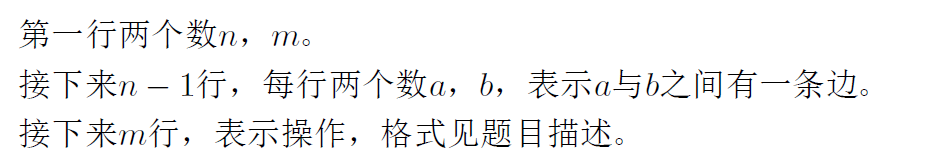 第一行两个数n，m。
接下来n − 1行，每行两个数a，b，表示a与b之间有一条边。
接下来m行，表示操作，格式见题目描述。